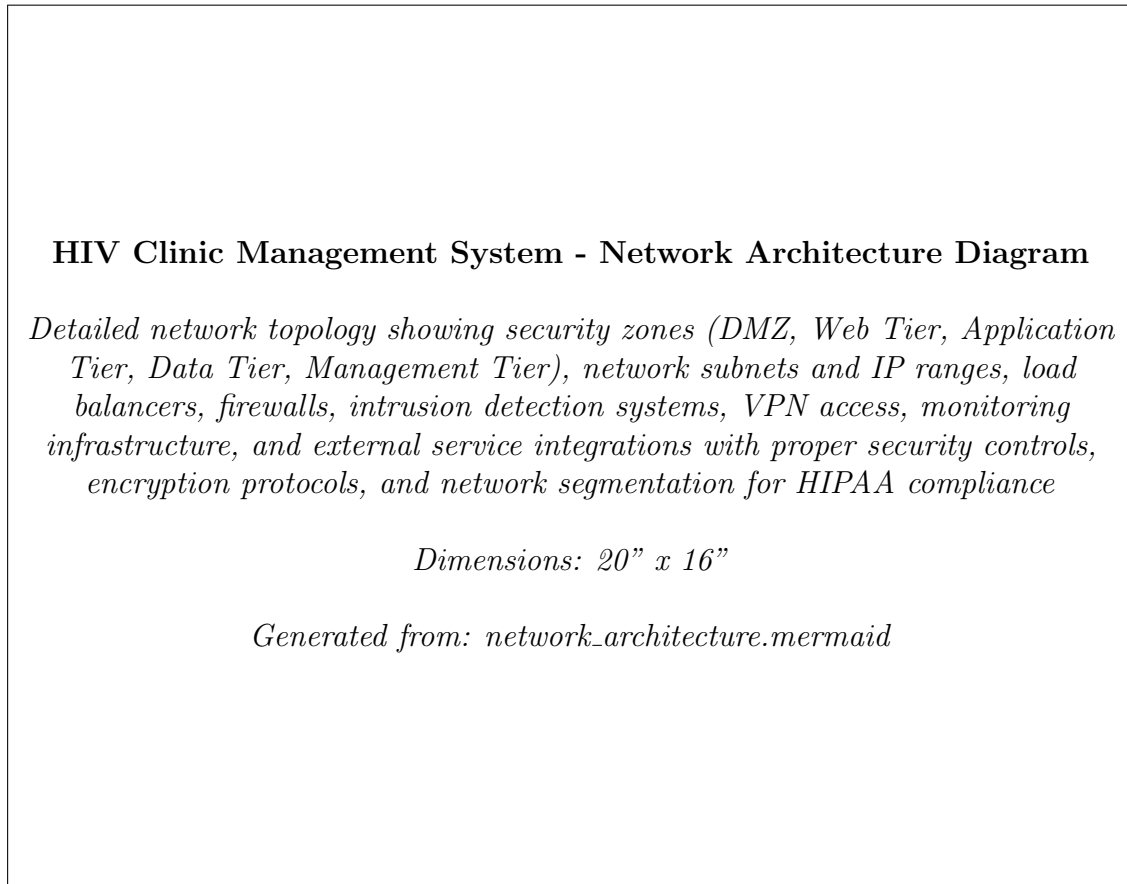 HIV Clinic Management System - Network Architecture Diagram
Detailed network topology showing security zones (DMZ, Web Tier, Application
Tier, Data Tier, Management Tier), network subnets and IP ranges, load
balancers, firewalls, intrusion detection systems, VPN access, monitoring
infrastructure, and external service integrations with proper security controls,
encryption protocols, and network segmentation for HIPAA compliance
Dimensions: 20” x 16”
Generated from: network_architecture.mermaid